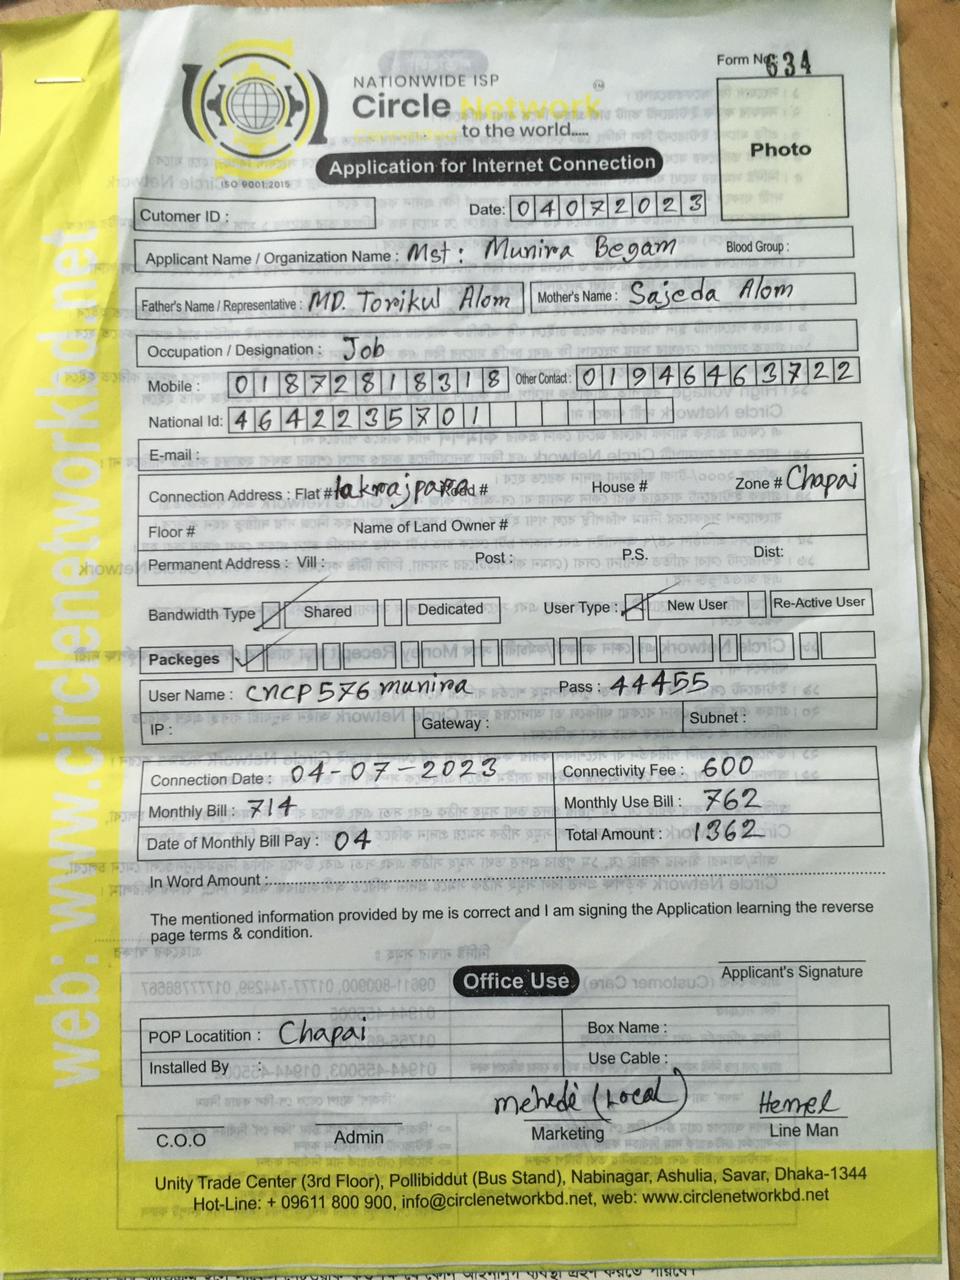 Form No. 634
NATIONWIDE ISP
Circle Network
Connected to the world.....
ISO 9001:2015
Application for Internet Connection
Photo
Cutomer ID :
Date: 04072023
Applicant Name / Organization Name : Mst: Munira Begam Blood Group :
Father's Name / Representative : MD. Torikul Alom Mother's Name : Sajeda Alom
Occupation / Designation : Job
Mobile : 01872818318 Other Contact : 01946463722
National Id: 4642235701
E-mail :
Connection Address : Flat # Road # House # Zone # Chapai
Floor # Name of Land Owner #
Permanent Address : Vill : Post : P.S. Dist:
Bandwidth Type Shared Dedicated User Type : New User Re-Active User
Packeges
User Name : cncp576munira Pass : 44455
IP : Gateway : Subnet :
Connection Date : 04-07-2023 Connectivity Fee : 600
Monthly Bill : 714 Monthly Use Bill : 762
Date of Monthly Bill Pay : 04 Total Amount : 1362
In Word Amount :
The mentioned information provided by me is correct and I am signing the Application learning the reverse
page terms & condition.
Applicant's Signature
Office Use
POP Locatition : Chapai Box Name :
Installed By : Use Cable :
mehedi (Local)
C.O.O Admin Marketing Line Man
Unity Trade Center (3rd Floor), Pollibiddut (Bus Stand), Nabinagar, Ashulia, Savar, Dhaka-1344
Hot-Line: + 09611 800 900, info@circlenetworkbd.net, web: www.circlenetworkbd.net
web: www.circlenetworkbd.net